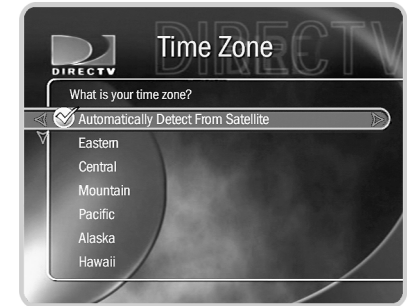 DIRECTV
Time Zone
DIRECTV
What is your time zone?
Automatically Detect From Satellite
Eastern
Central
Mountain
Pacific
Alaska
Hawaii